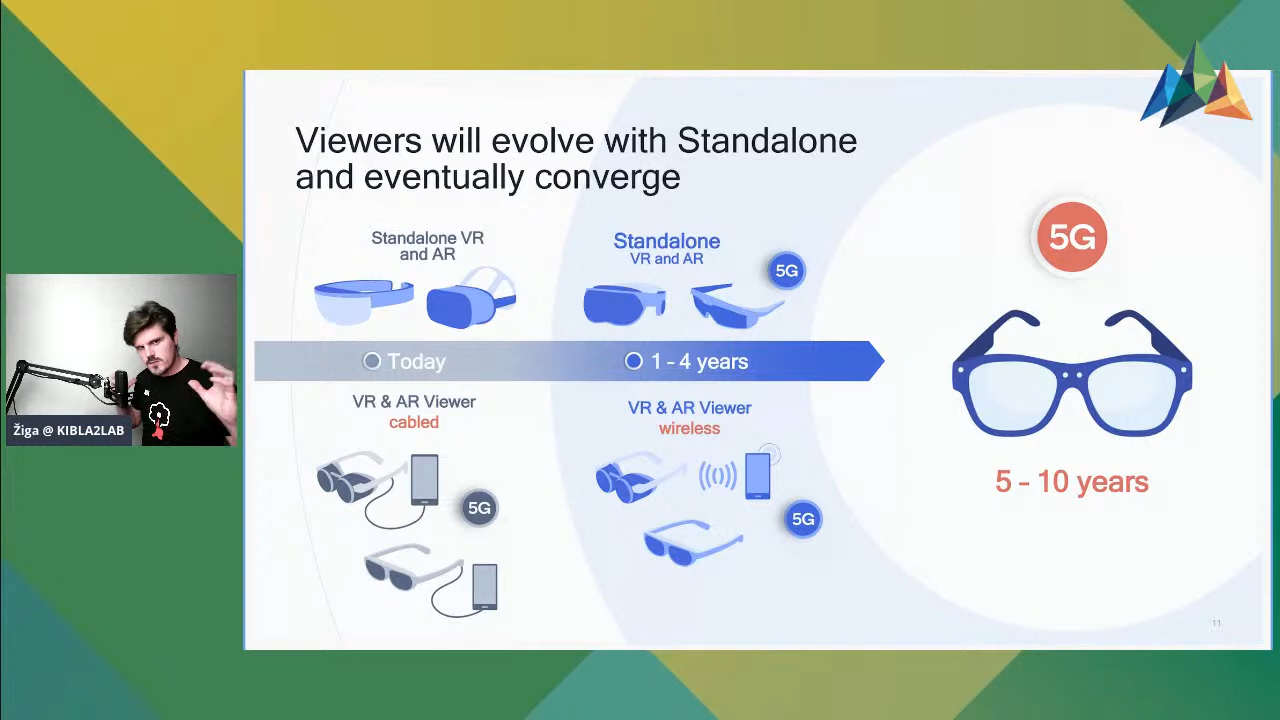 Viewers will evolve with Standalone
and eventually converge
Standalone VR
and AR
Standalone
VR and AR
5G
5G
Today
1 - 4 years
VR & AR Viewer
cabled
VR & AR Viewer
wireless
5G
5G
5 - 10 years
Žiga @ KIBLA2LAB
11